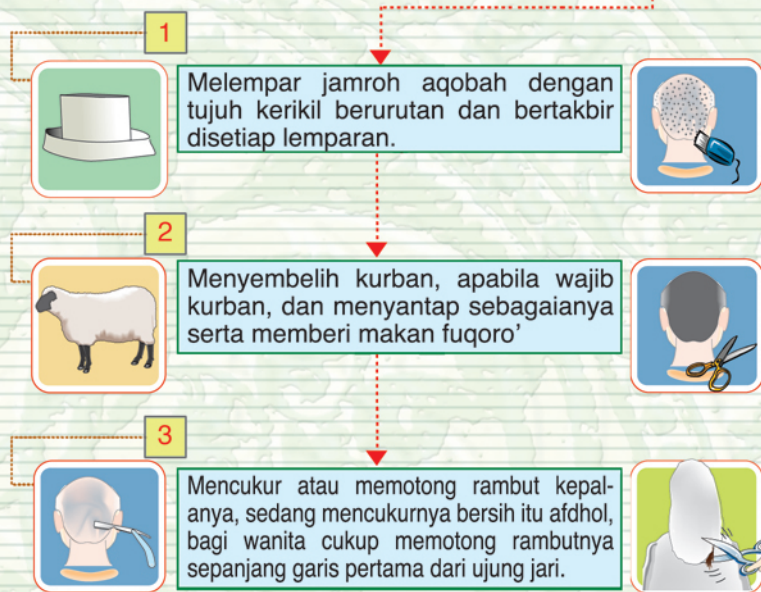 1
Melempar jamroh aqobah dengan
tujuh kerikil berurutan dan bertakbir
disetiap lemparan.
2
Menyembelih kurban, apabila wajib
kurban, dan menyantap sebagaianya
serta memberi makan fuqoro’
3
Mencukur atau memotong rambut kepal-
anya, sedang mencukurnya bersih itu afdhol,
bagi wanita cukup memotong rambutnya
sepanjang garis pertama dari ujung jari.